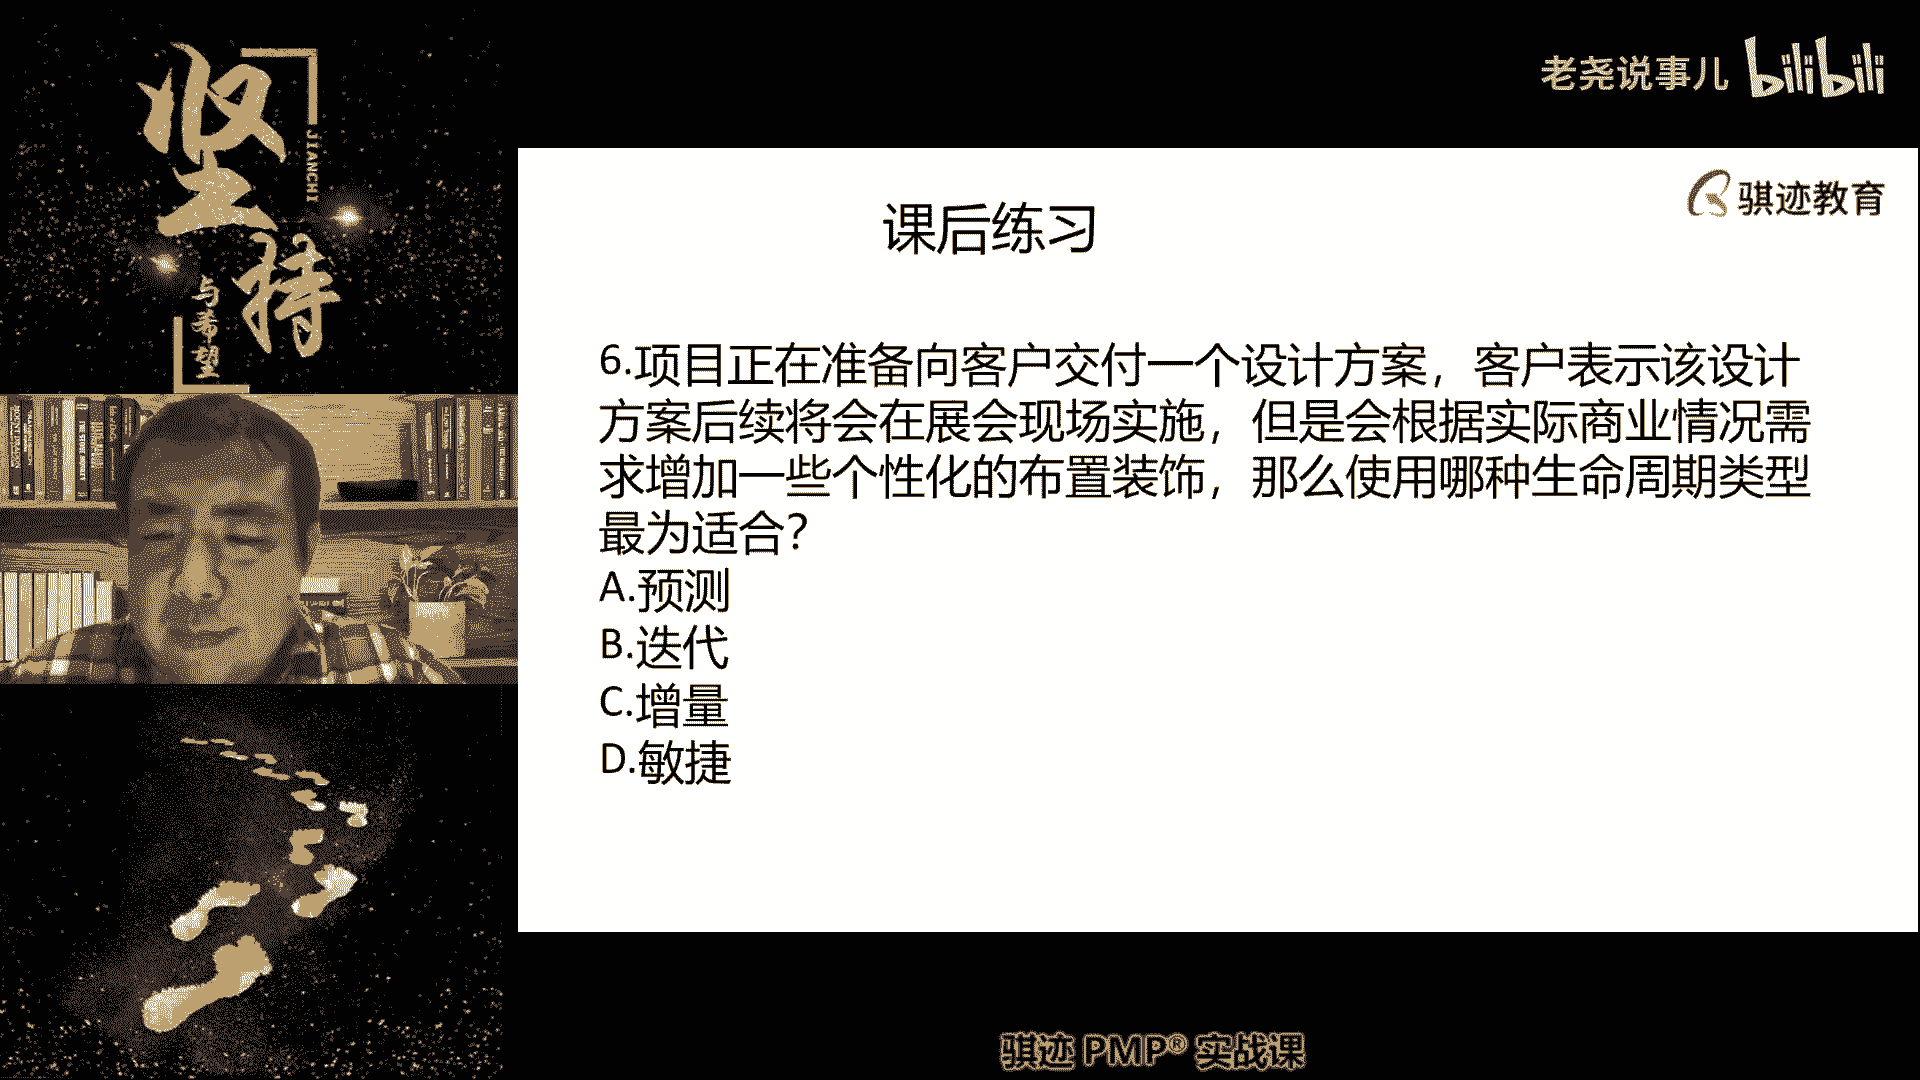 坚持
JIANCHI
与希望
老尧说事儿 bilibili
骐迹教育
课后练习
6.项目正在准备向客户交付一个设计方案，客户表示该设计
方案后续将会在展会现场实施，但是会根据实际商业情况需
求增加一些个性化的布置装饰，那么使用哪种生命周期类型
最为适合？
A.预测
B.迭代
C.增量
D.敏捷
骐迹 PMP® 实战课